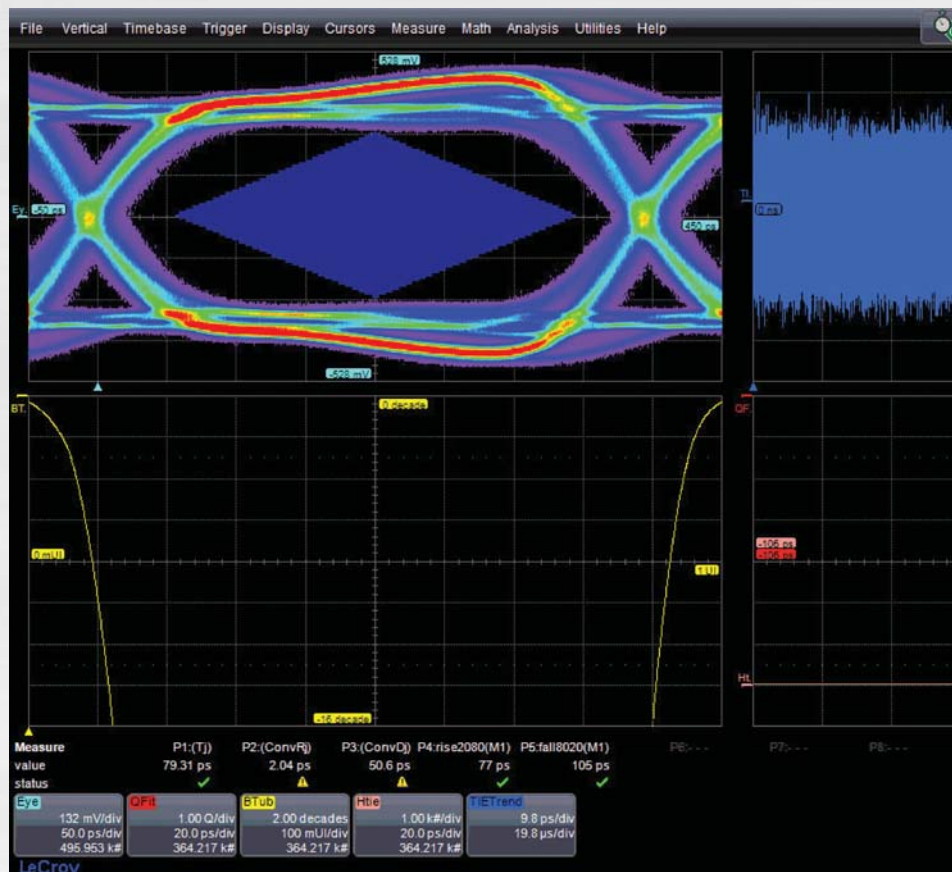 File Vertical Timebase Trigger Display Cursors Measure Math Analysis Utilities Help
528 mV
Ey. -50 ps
450 ps
-528 mV
TI.
0 ns
BT.
0 decade
0 mUI
1 UI
-16 decade
QF.
-106 ps
-106 ps
Ht.
Measure P1:(Tj) P2:(ConvRj) P3:(ConvDj) P4:rise2080(M1) P5:fall8020(M1) P6:- - - P7:- - - P8:- - -
value 79.31 ps 2.04 ps 50.6 ps 77 ps 105 ps
status
Eye QFit BTub Htie TIETrend
132 mV/div 1.00 Q/div 2.00 decades 1.00 k#/div 9.8 ps/div
50.0 ps/div 20.0 ps/div 100 mUI/div 20.0 ps/div 19.8 µs/div
495.953 k# 364.217 k# 364.217 k# 364.217 k#
LeCroy